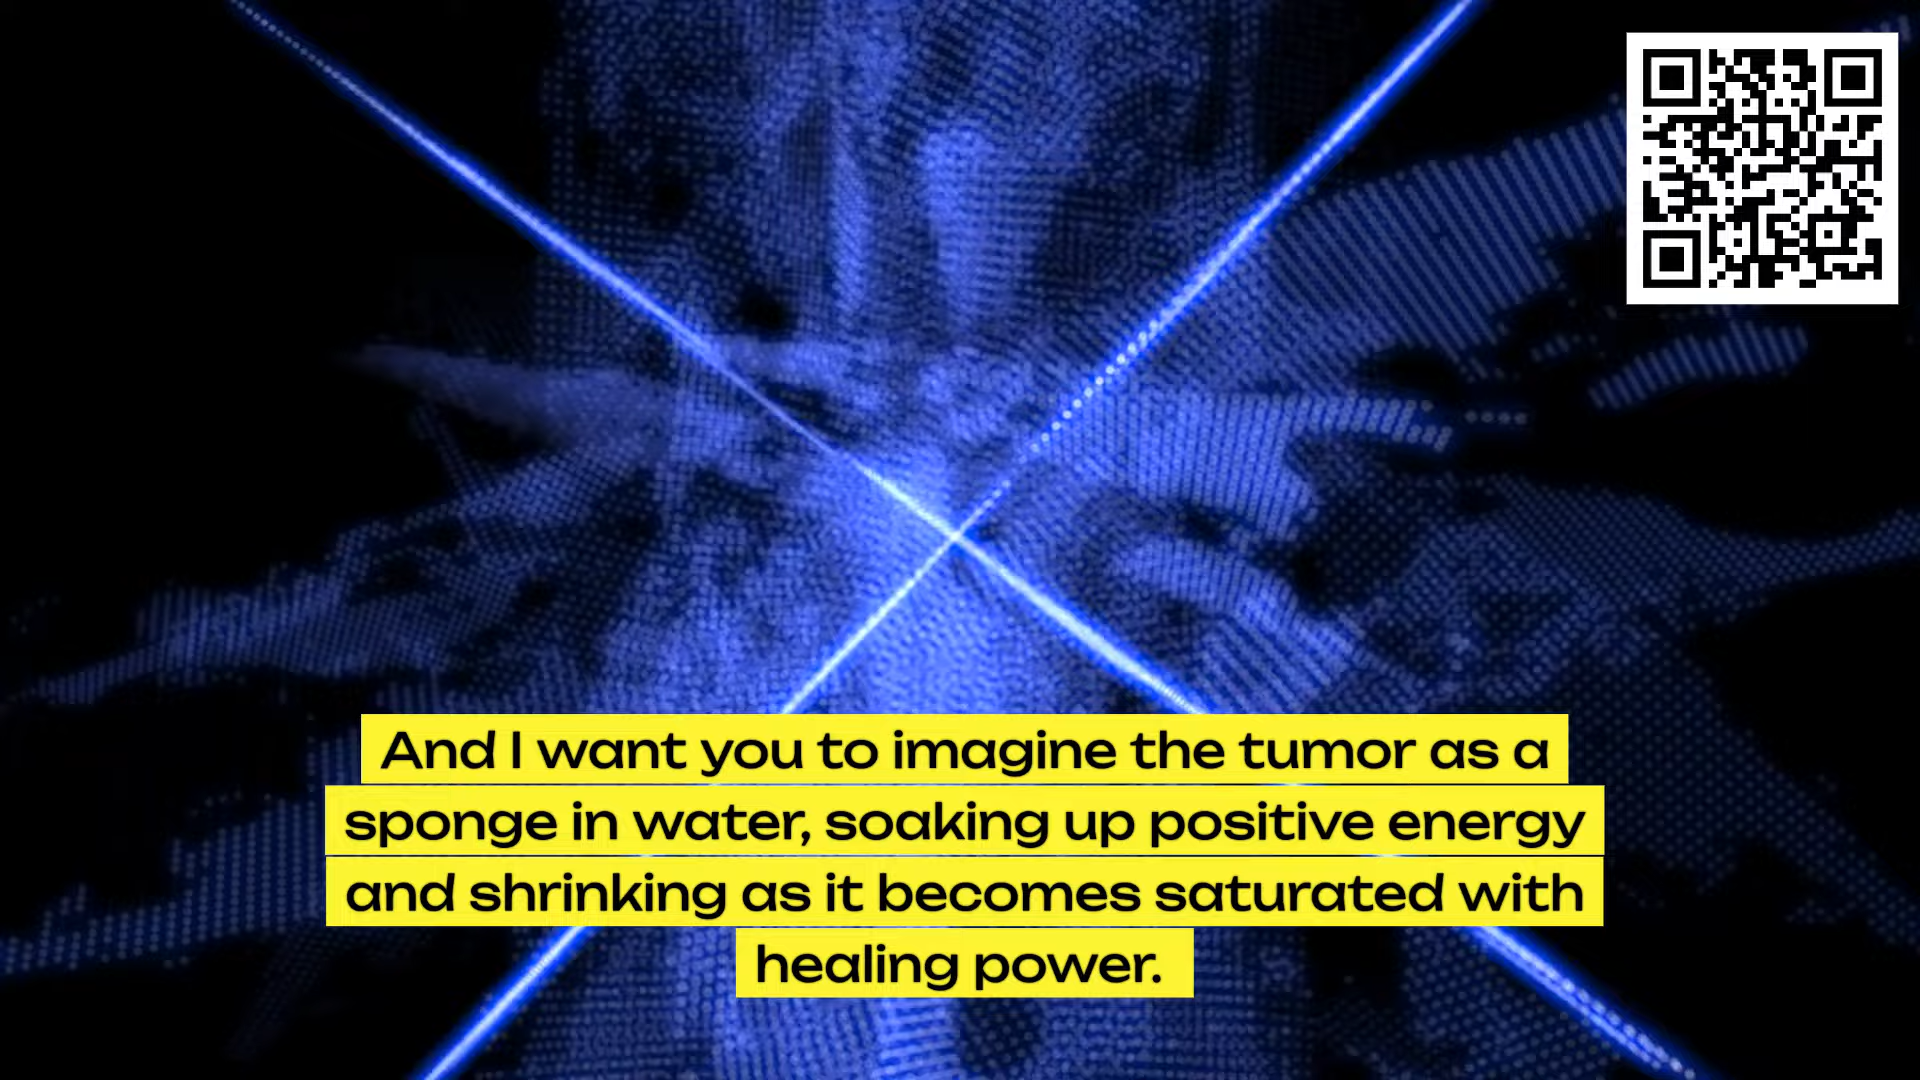 And I want you to imagine the tumor as a
sponge in water, soaking up positive energy
and shrinking as it becomes saturated with
healing power.